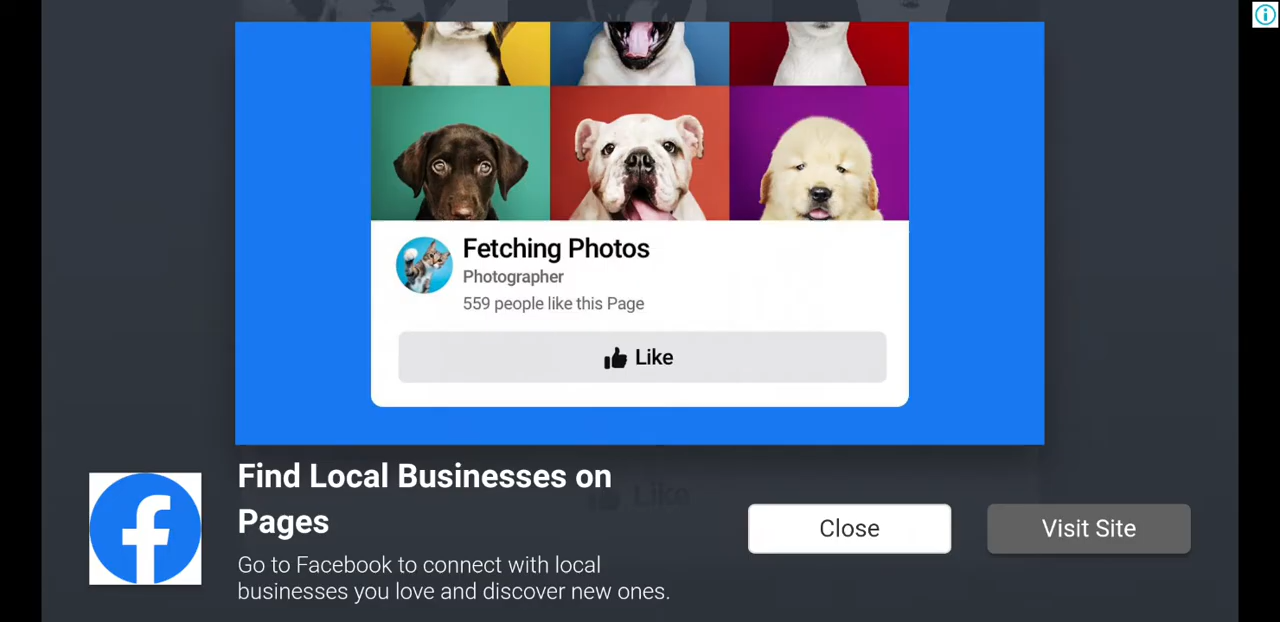 Fetching Photos
Photographer
559 people like this Page
Like
Find Local Businesses on
Pages
Like
Go to Facebook to connect with local
businesses you love and discover new ones.
Close
Visit Site